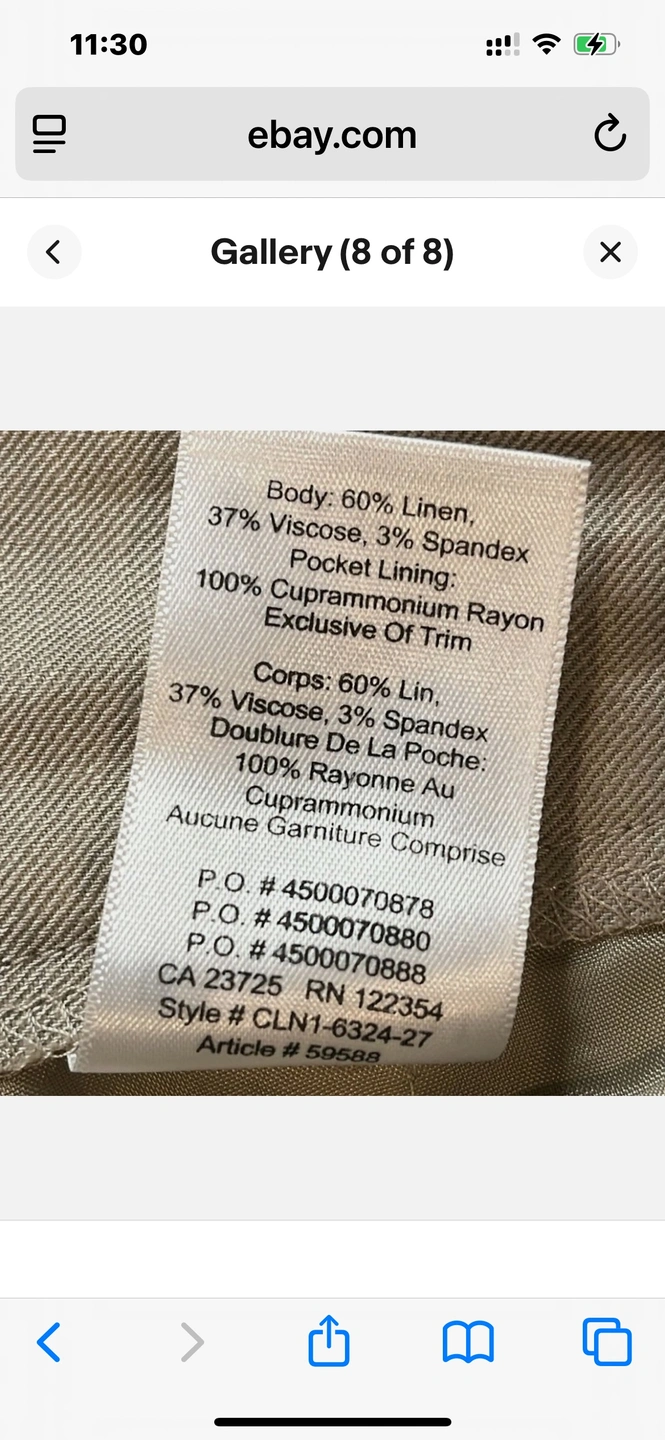 11:30
ebay.com
Gallery (8 of 8)
Body: 60% Linen,
37% Viscose, 3% Spandex
Pocket Lining:
100% Cuprammonium Rayon
Exclusive Of Trim
Corps: 60% Lin,
37% Viscose, 3% Spandex
Doublure De La Poche:
100% Rayonne Au
Cuprammonium
Aucune Garniture Comprise
P.O. # 4500070878
P.O. # 4500070880
P.O. # 4500070888
CA 23725 RN 122354
Style # CLN1-6324-27
Article # 59588